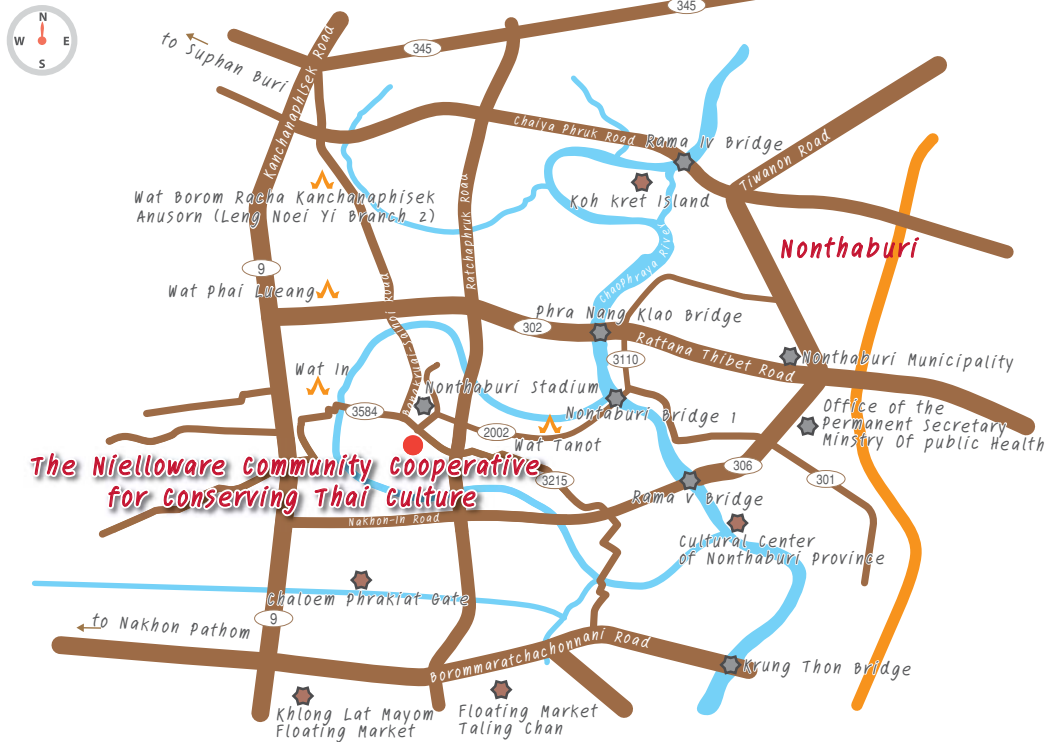 N
W E
S
345
345
to Suphan Buri
Kanchanaphisek Road
Chaiya Phruk Road
Rama IV Bridge
Tiwanon Road
Wat Borom Racha Kanchanaphisek
Anusorn (Leng Noei Yi Branch 2)
Koh Kret Island
Ratchaphruk Road
Nonthaburi
Chaophraya River
9
Wat Phai Lueang
Phra Nang Klao Bridge
302
Rattana Thibet Road
3110
Nonthaburi Municipality
Wat In
Nonthaburi Stadium
3584
Nontaburi Bridge 1
Office of the
Permanent Secretary
Minstry Of public Health
2002
Wat Tanot
The Nielloware Community Cooperative
for Conserving Thai Culture
306
301
3215
Rama V Bridge
Nakhon-in Road
Cultural Center
of Nonthaburi Province
Chaloem Phrakiat Gate
9
to Nakhon Pathom
Borommaratchachonnani Road
Krung Thon Bridge
Khlong Lat Mayom
Floating Market
Floating Market
Taling Chan